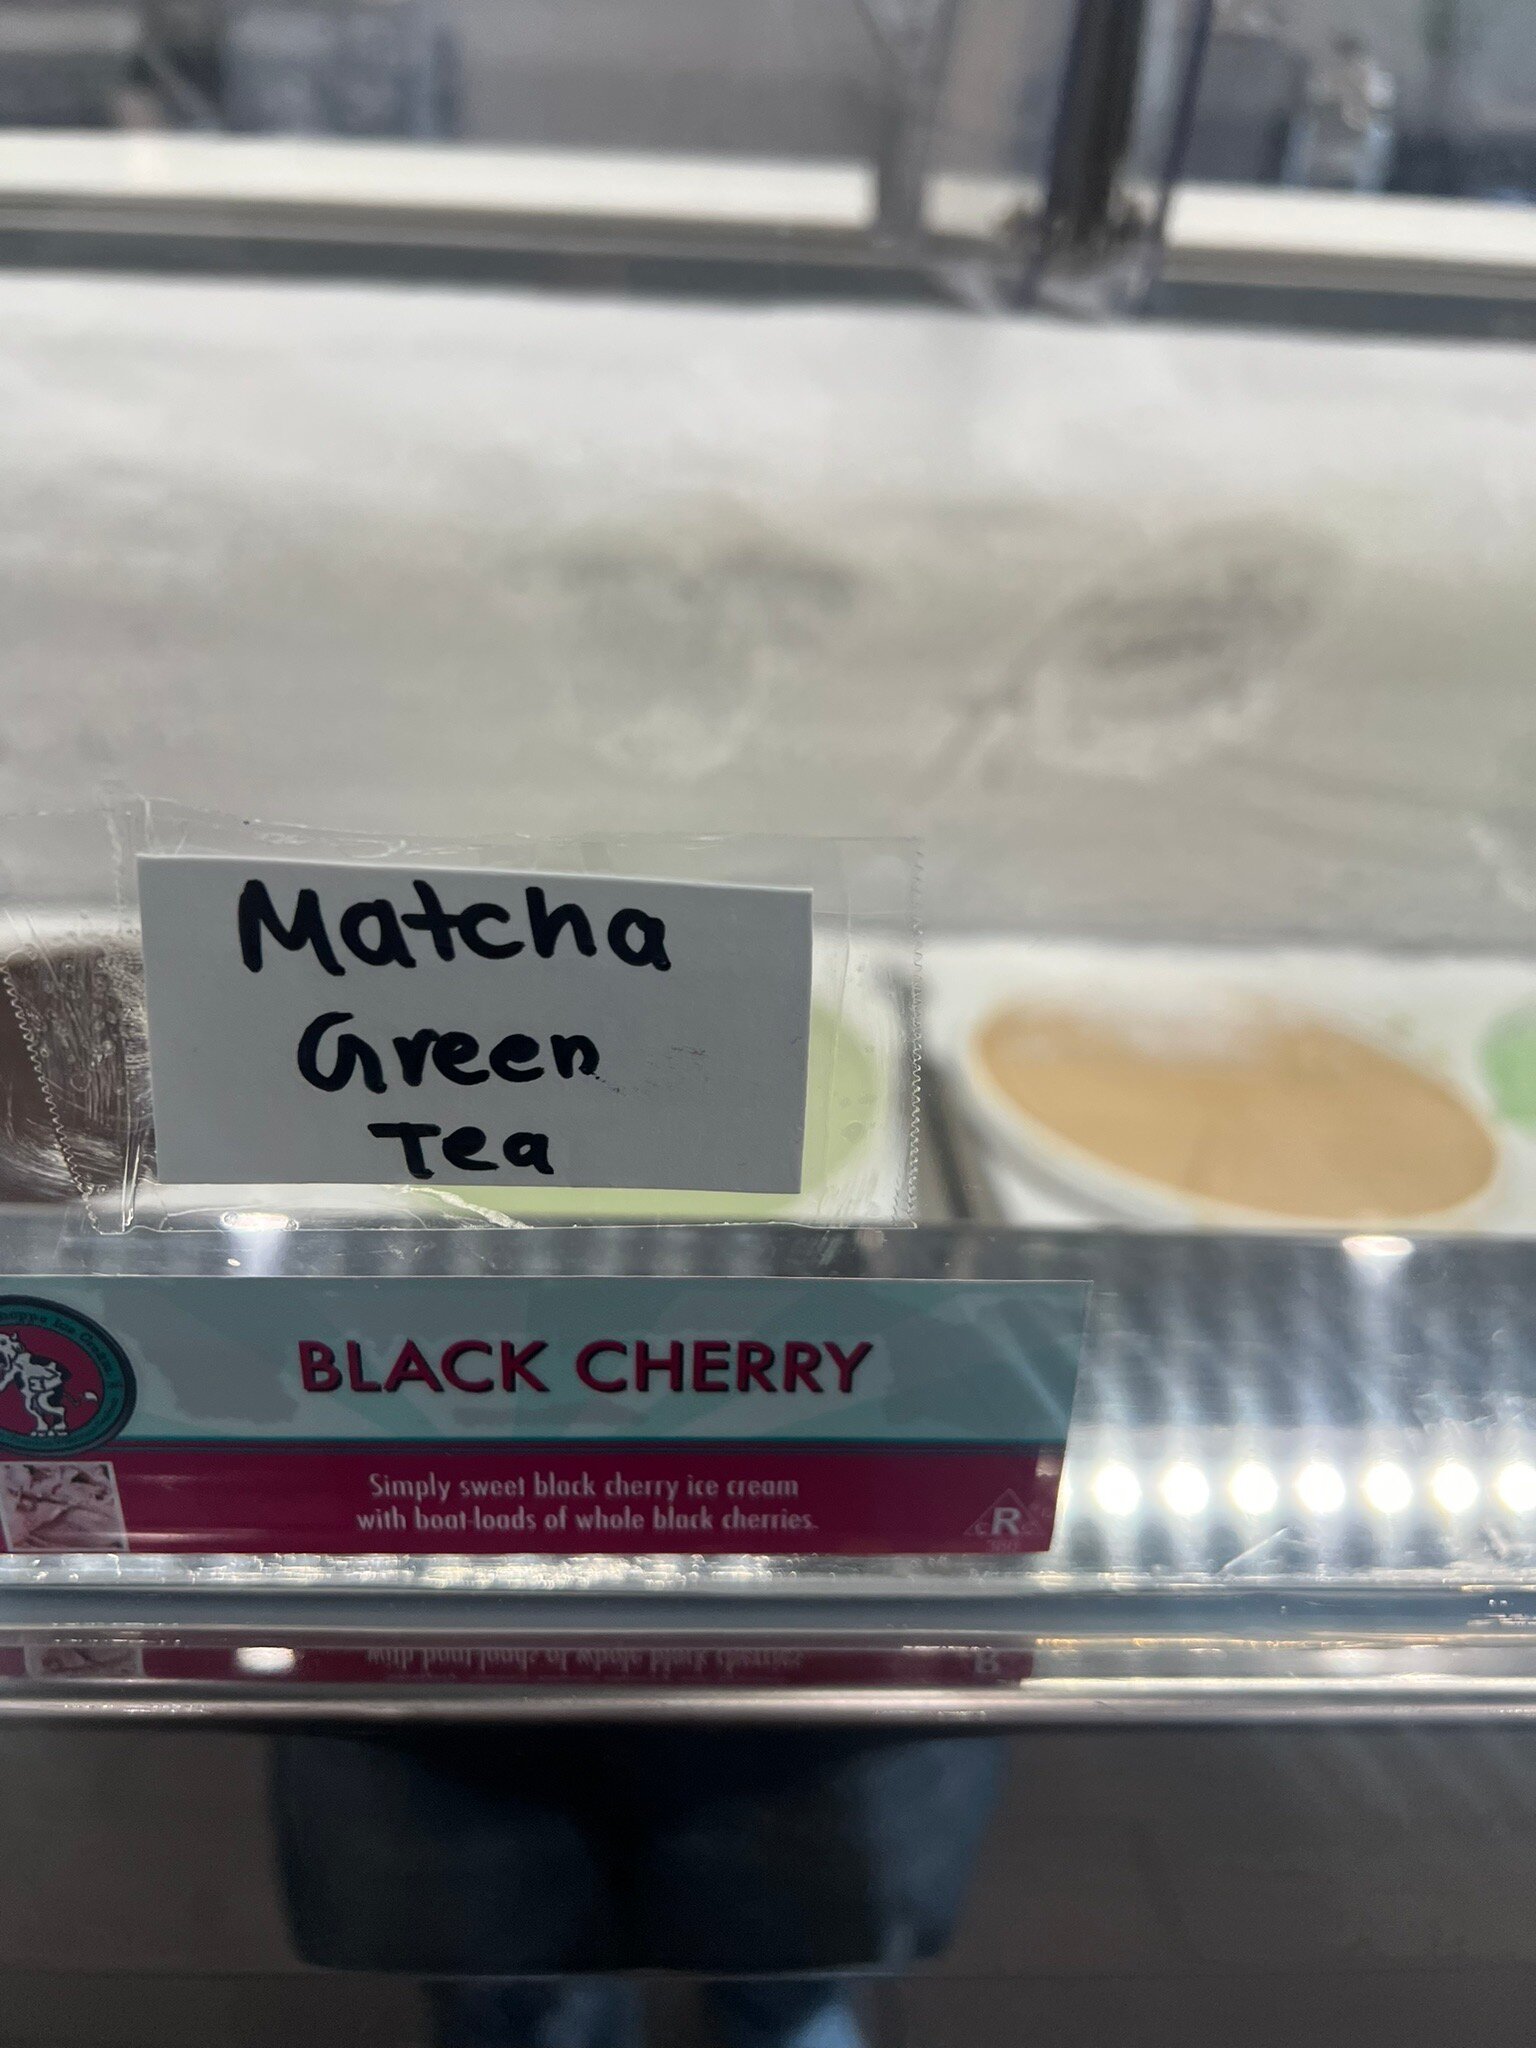 Matcha
Green
Tea
BLACK CHERRY
Simply sweet black cherry ice cream
with boat-loads of whole black cherries.
R